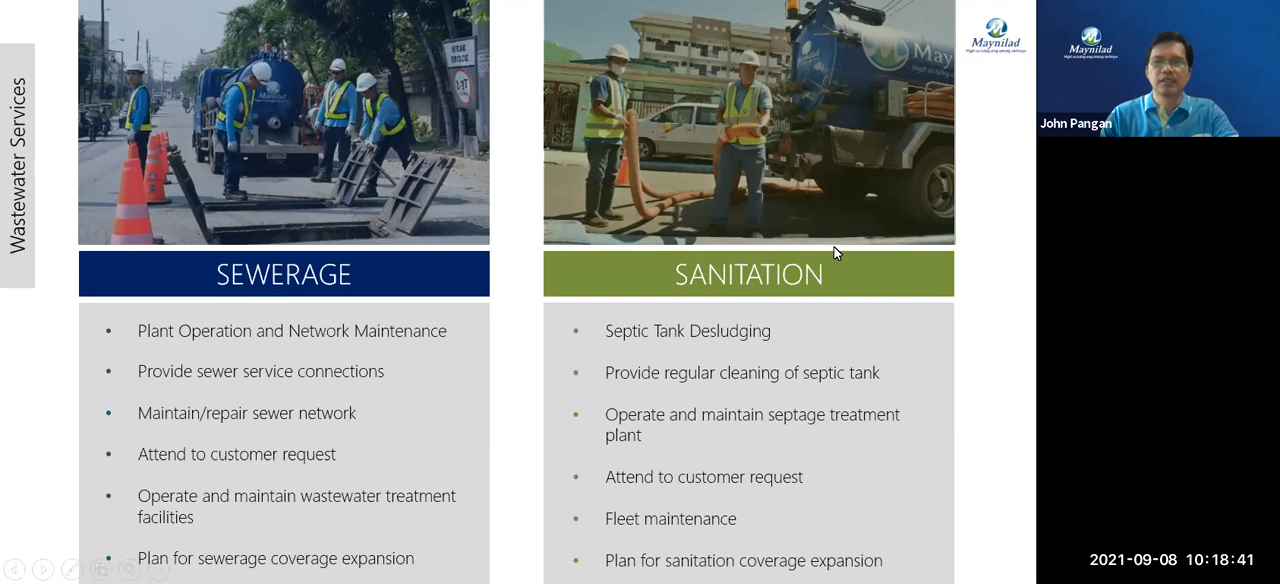 Wastewater Services
WEAK
BRIDGE
Maynilad
Maynilad
Maynilad
John Pangan
SEWERAGE
• Plant Operation and Network Maintenance
• Provide sewer service connections
• Maintain/repair sewer network
• Attend to customer request
• Operate and maintain wastewater treatment
facilities
• Plan for sewerage coverage expansion
SANITATION
• Septic Tank Desludging
• Provide regular cleaning of septic tank
• Operate and maintain septage treatment
plant
• Attend to customer request
• Fleet maintenance
• Plan for sanitation coverage expansion
2021-09-08 10:18:41